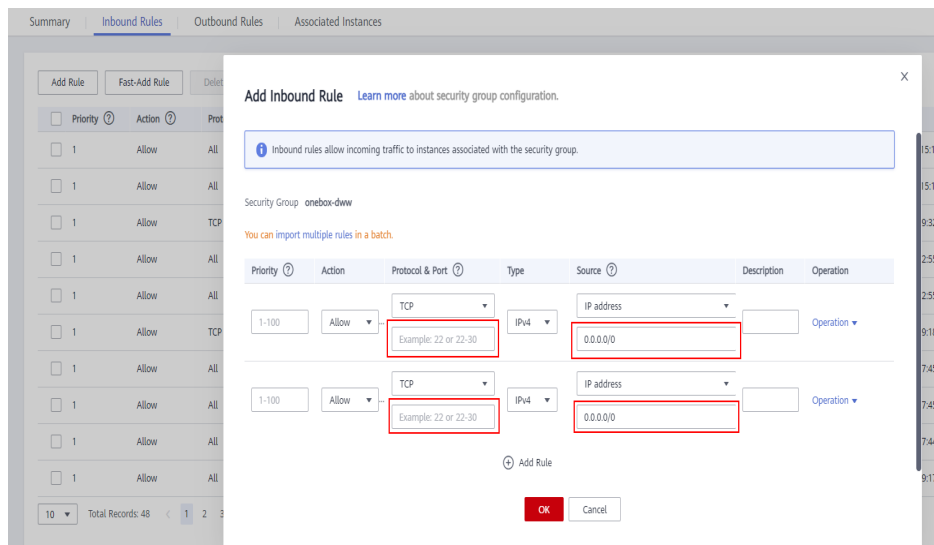 Summary Inbound Rules Outbound Rules Associated Instances
Add Rule Fast-Add Rule
Priority Action
1 Allow All
1 Allow All
1 Allow TCP
1 Allow All
1 Allow All
1 Allow TCP
1 Allow All
1 Allow All
1 Allow All
1 Allow All
10 Total Records: 48 < 1 2 3
X
Add Inbound Rule Learn more about security group configuration.
Inbound rules allow incoming traffic to instances associated with the security group.
Security Group onebox-dww
You can import multiple rules in a batch.
Priority Action Protocol & Port Type Source Description Operation
TCP IP address
1-100 Allow IPv4 Operation
Example: 22 or 22-30 0.0.0.0/0
TCP IP address
1-100 Allow IPv4 Operation
Example: 22 or 22-30 0.0.0.0/0
Add Rule
OK Cancel